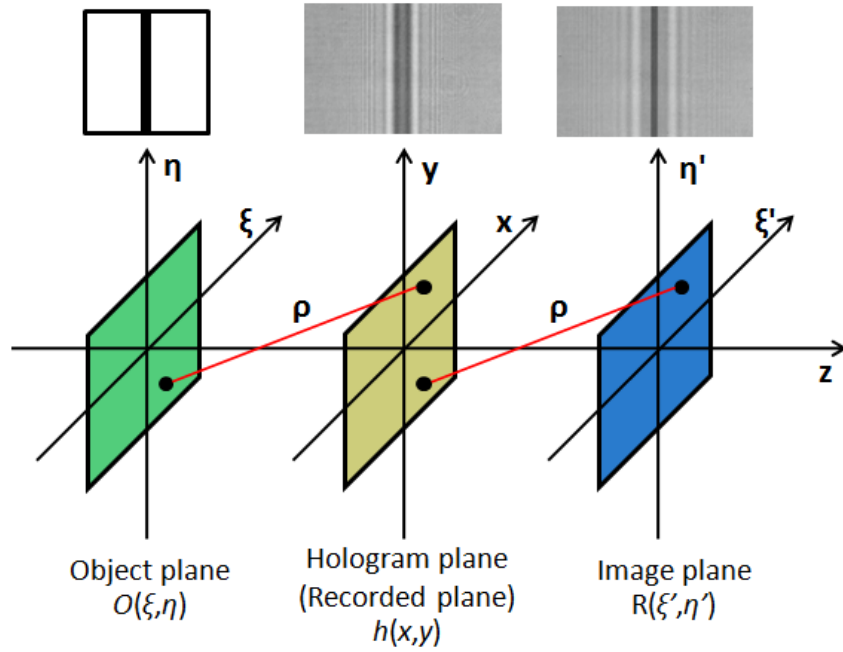 η
y
η'
ξ
x
ξ'
ρ
ρ
z
Object plane
O(ξ,η)
Hologram plane
(Recorded plane)
h(x,y)
Image plane
R(ξ′,η′)